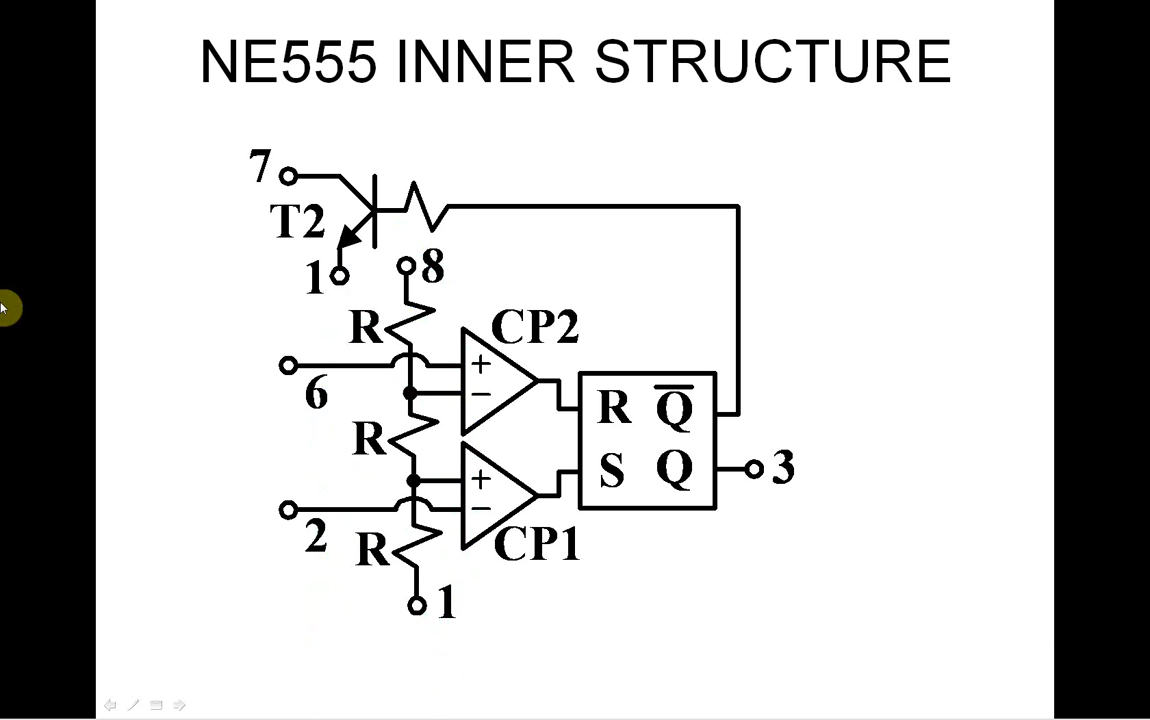 NE555 INNER STRUCTURE
7
T2
1
8
R
CP2
+
6
−
R Q̅
R
S Q
3
+
2
−
R
CP1
1